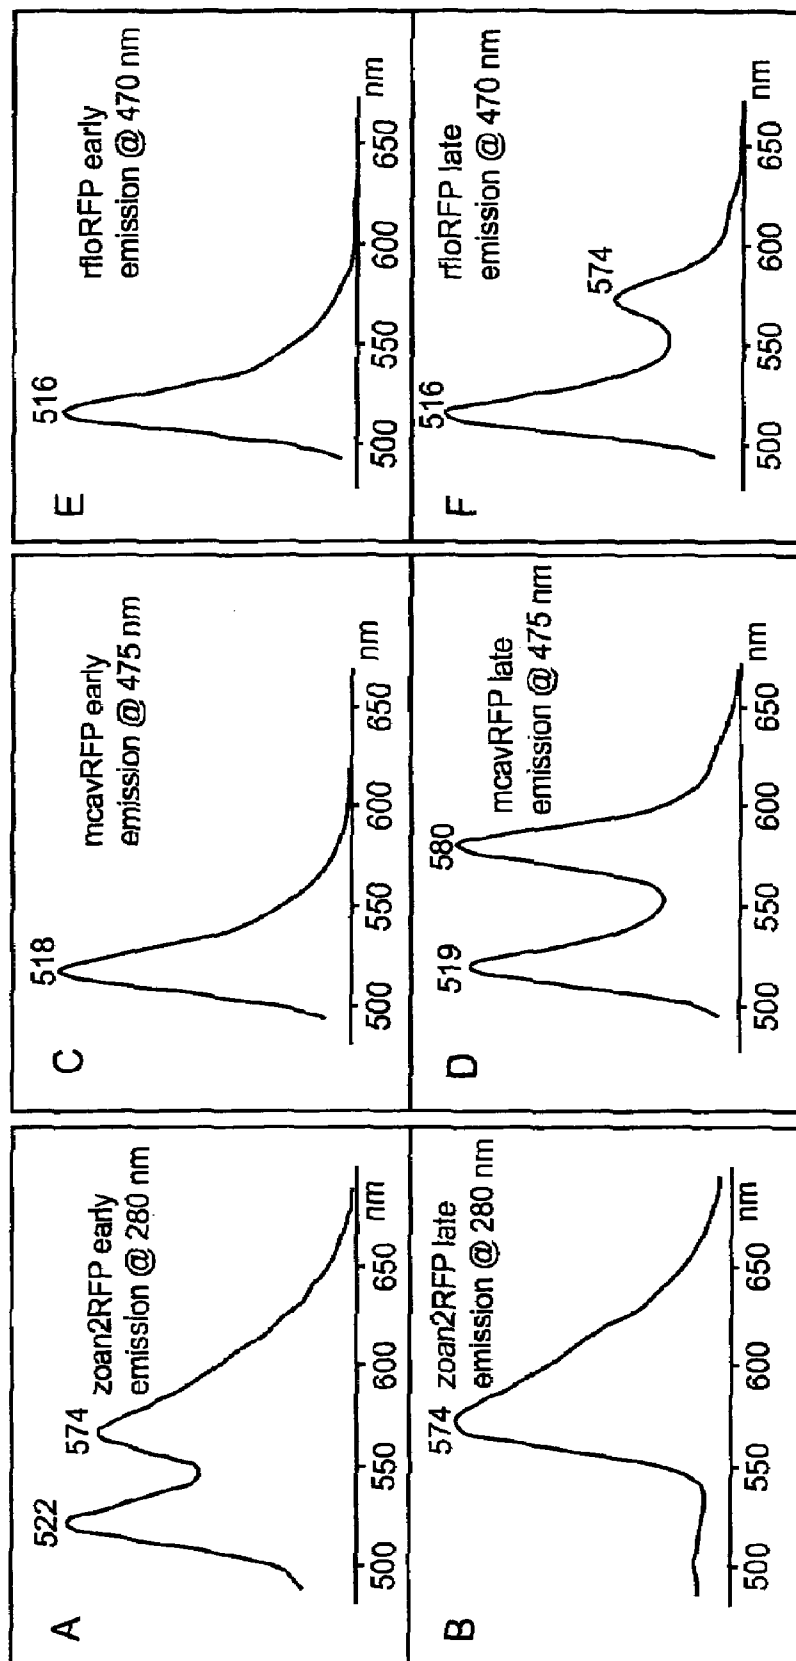 A
522
574
zoan2RFP early
emission @ 280 nm
500
550
600
650
nm
B
574
zoan2RFP late
emission @ 280 nm
500
550
600
650
nm
C
518
mcavRFP early
emission @ 475 nm
500
550
600
650
nm
D
519
580
mcavRFP late
emission @ 475 nm
500
550
600
650
nm
E
516
rfloRFP early
emission @ 470 nm
500
550
600
650
nm
F
516
574
rfloRFP late
emission @ 470 nm
500
550
600
650
nm